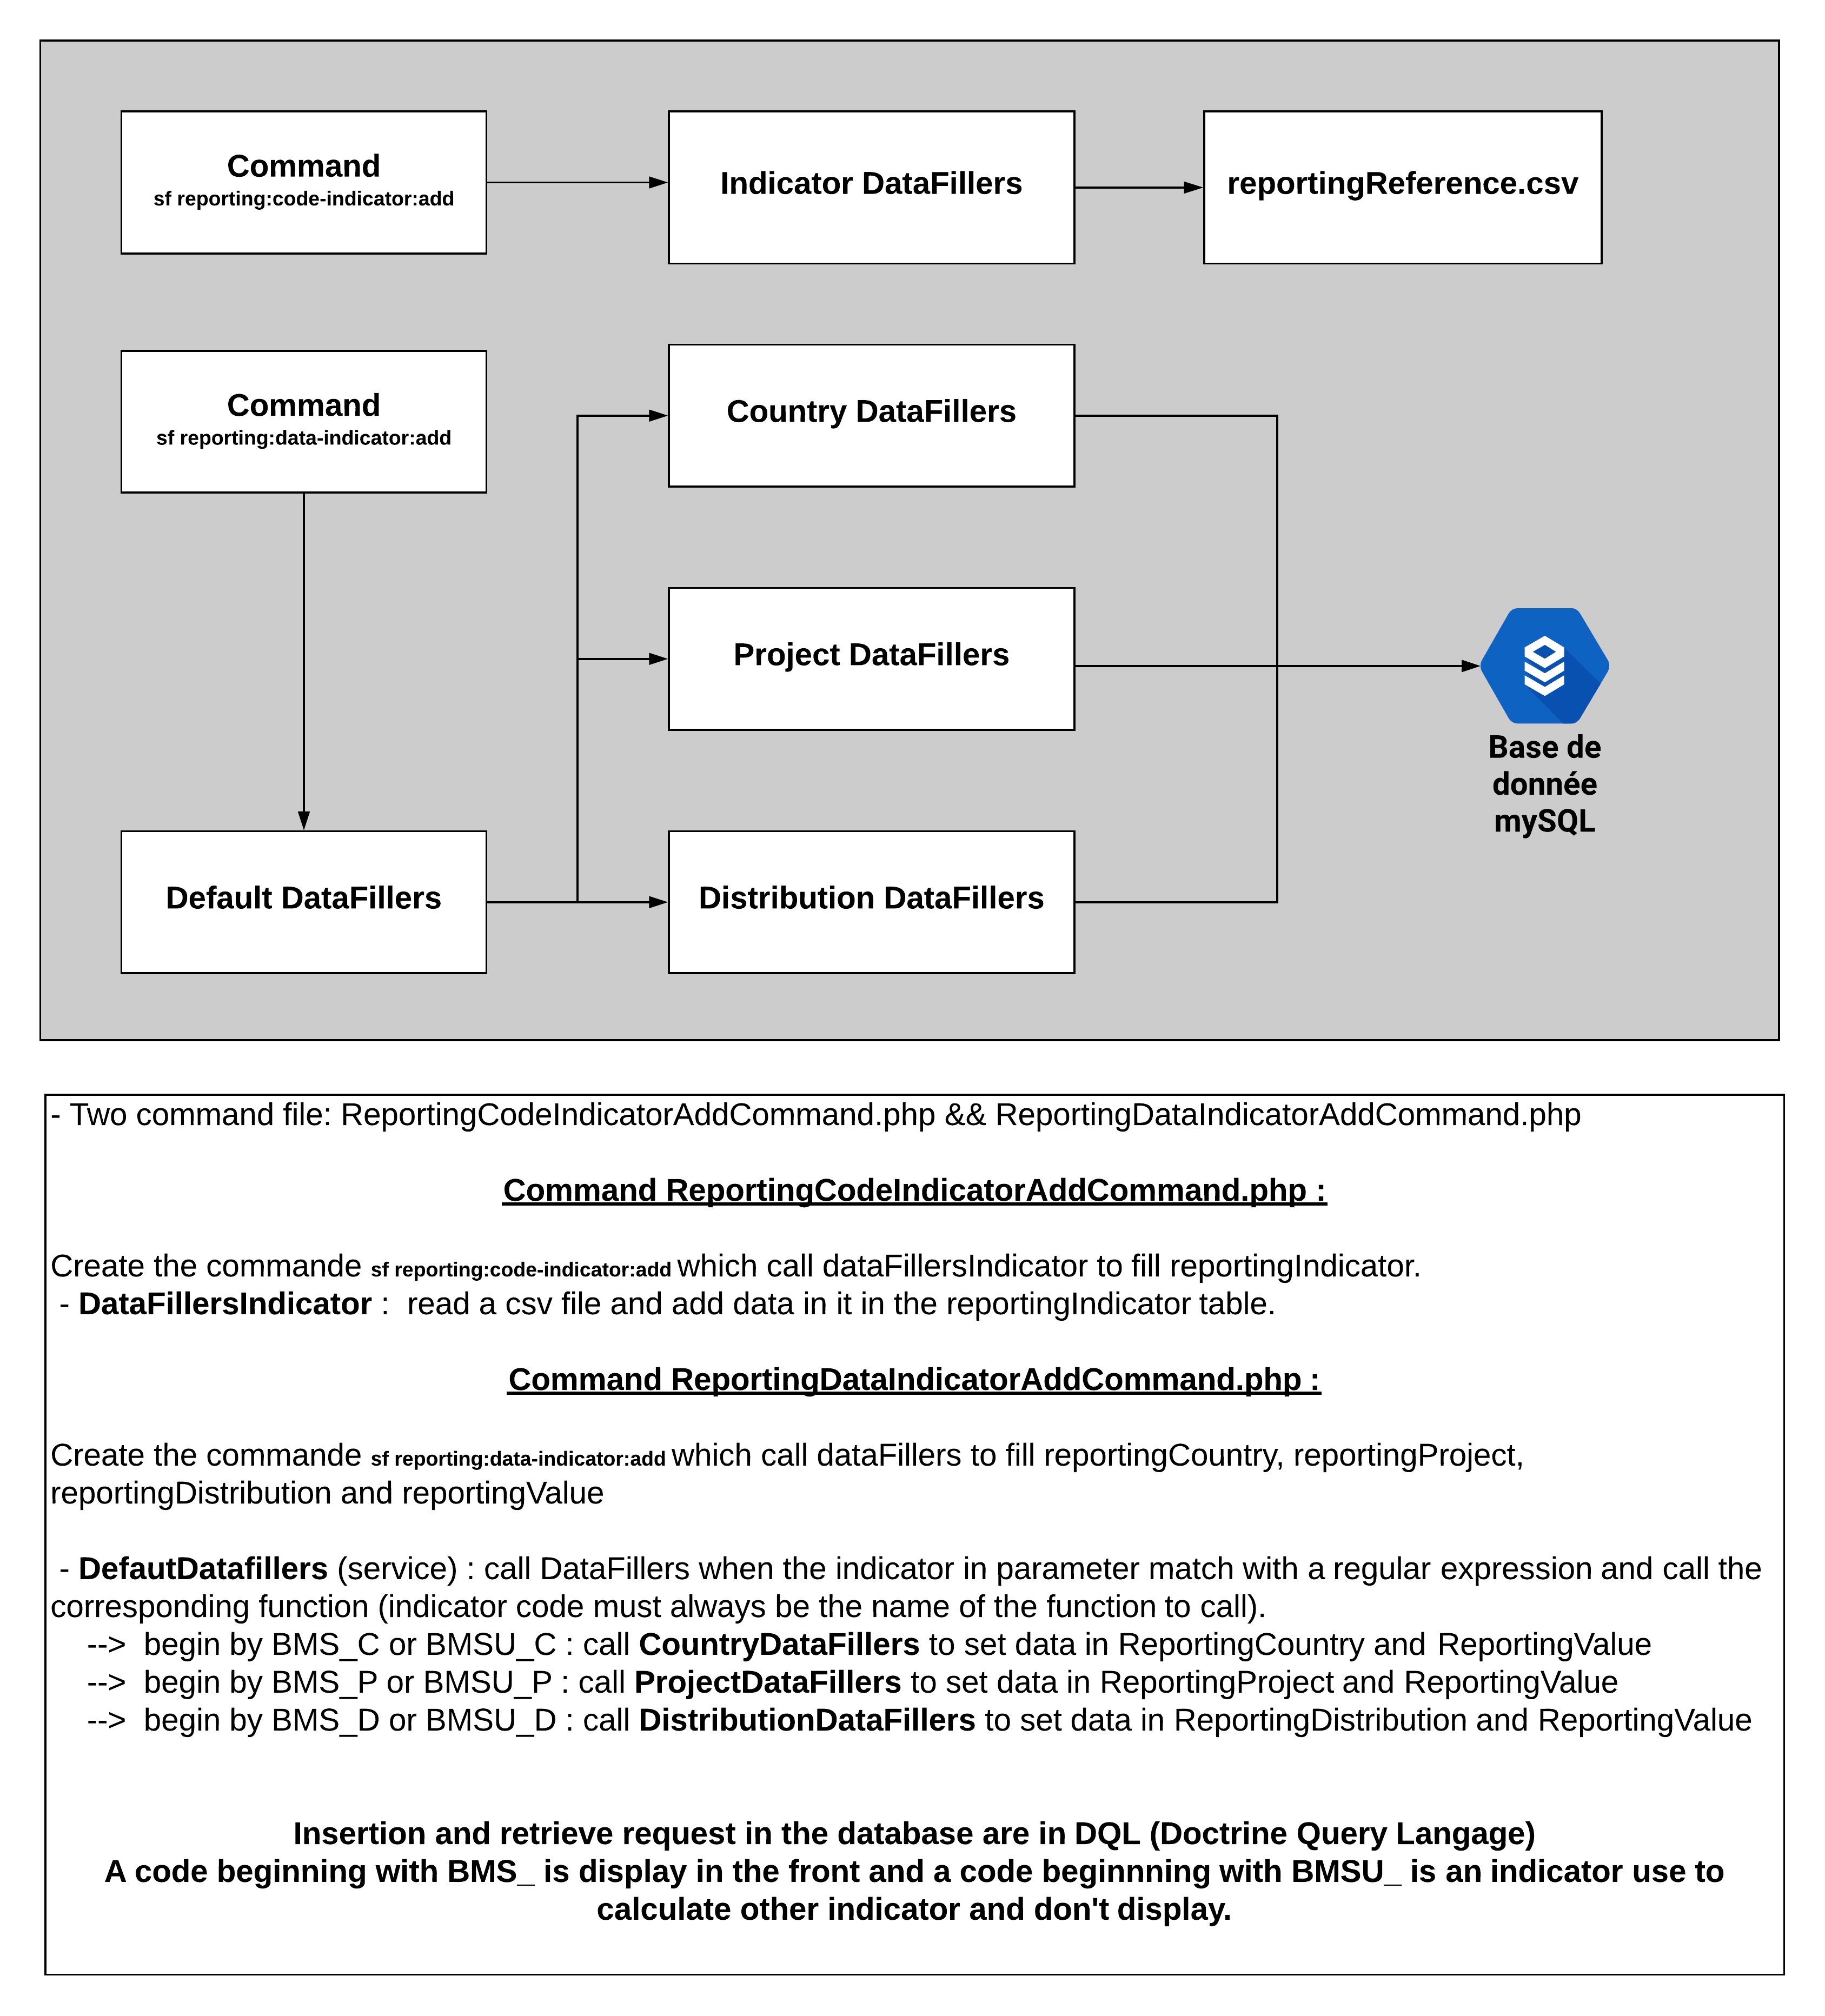 Command
sf reporting:code-indicator:add
Indicator DataFillers
reportingReference.csv
Command
sf reporting:data-indicator:add
Country DataFillers
Project DataFillers
Base de
donnée
mySQL
Default DataFillers
Distribution DataFillers
- Two command file: ReportingCodeIndicatorAddCommand.php && ReportingDataIndicatorAddCommand.php
Command ReportingCodeIndicatorAddCommand.php :
Create the commande sf reporting:code-indicator:add which call dataFillersIndicator to fill reportingIndicator.
- DataFillersIndicator : read a csv file and add data in it in the reportingIndicator table.
Command ReportingDataIndicatorAddCommand.php :
Create the commande sf reporting:data-indicator:add which call dataFillers to fill reportingCountry, reportingProject,
reportingDistribution and reportingValue
- DefautDatafillers (service) : call DataFillers when the indicator in parameter match with a regular expression and call the
corresponding function (indicator code must always be the name of the function to call).
--> begin by BMS_C or BMSU_C : call CountryDataFillers to set data in ReportingCountry and ReportingValue
--> begin by BMS_P or BMSU_P : call ProjectDataFillers to set data in ReportingProject and ReportingValue
--> begin by BMS_D or BMSU_D : call DistributionDataFillers to set data in ReportingDistribution and ReportingValue
Insertion and retrieve request in the database are in DQL (Doctrine Query Langage)
A code beginning with BMS_ is display in the front and a code beginnning with BMSU_ is an indicator use to
calculate other indicator and don't display.